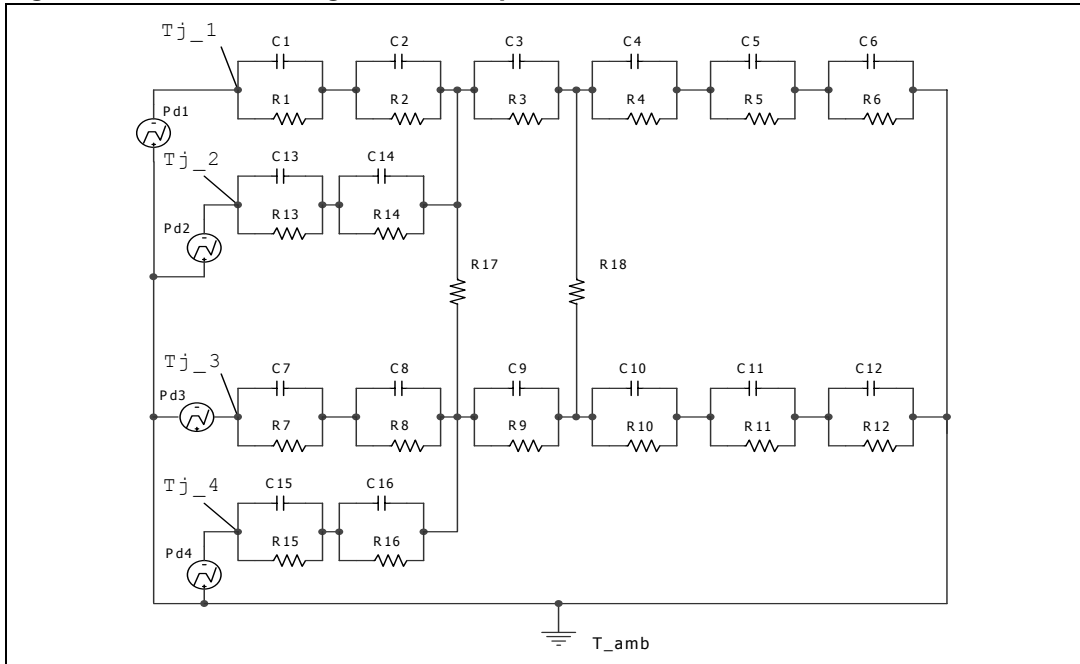 Tj_1
C1 C2 C3 C4 C5 C6
R1 R2 R3 R4 R5 R6
Pd1
Tj_2
C13 C14
R13 R14
Pd2
R17 R18
Tj_3
C7 C8 C9 C10 C11 C12
Pd3
R7 R8 R9 R10 R11 R12
Tj_4
C15 C16
R15 R16
Pd4
T_amb